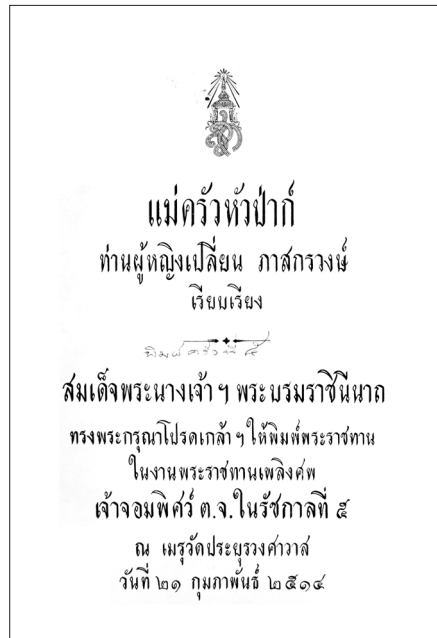 แม่ครัวหัวป่าก์
ท่านผู้หญิงเปลี่ยน ภาสกรวงษ์
เรียบเรียง
พิมพ์ครั้งที่ ๕
สมเด็จพระนางเจ้า ฯ พระบรมราชินีนาถ
ทรงพระกรุณาโปรดเกล้า ฯ ให้พิมพ์พระราชทาน
ในงานพระราชทานเพลิงศพ
เจ้าจอมพิศว์ ต.จ.ในรัชกาลที่ ๕
ณ เมรุวัดประยุรวงศาวาส
วันที่ ๒๑ กุมภาพันธ์ ๒๕๑๔